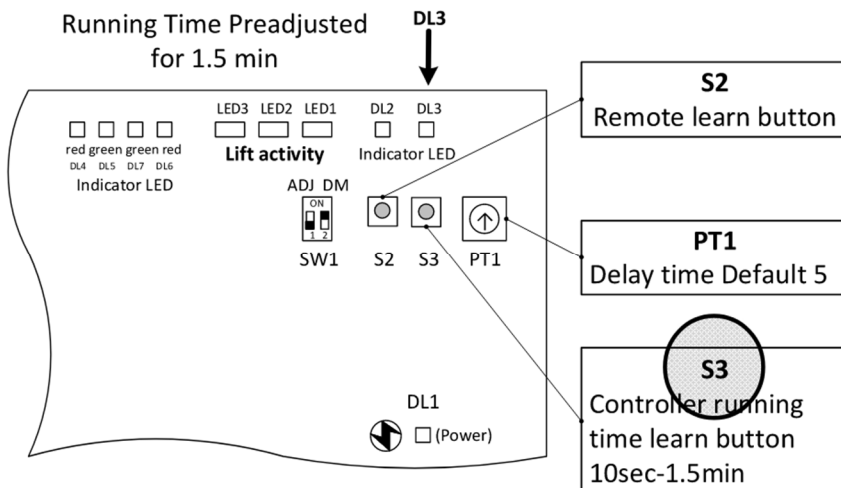 Running Time Preadjusted
for 1.5 min
DL3
LED3 LED2 LED1 DL2 DL3
red green green red
DL4 DL5 DL7 DL6
Indicator LED
Lift activity
Indicator LED
ADJ DM
ON
1 2
SW1 S2 S3 PT1
DL1
(Power)
S2
Remote learn button
PT1
Delay time Default 5
S3
Controller running
time learn button
10sec-1.5min